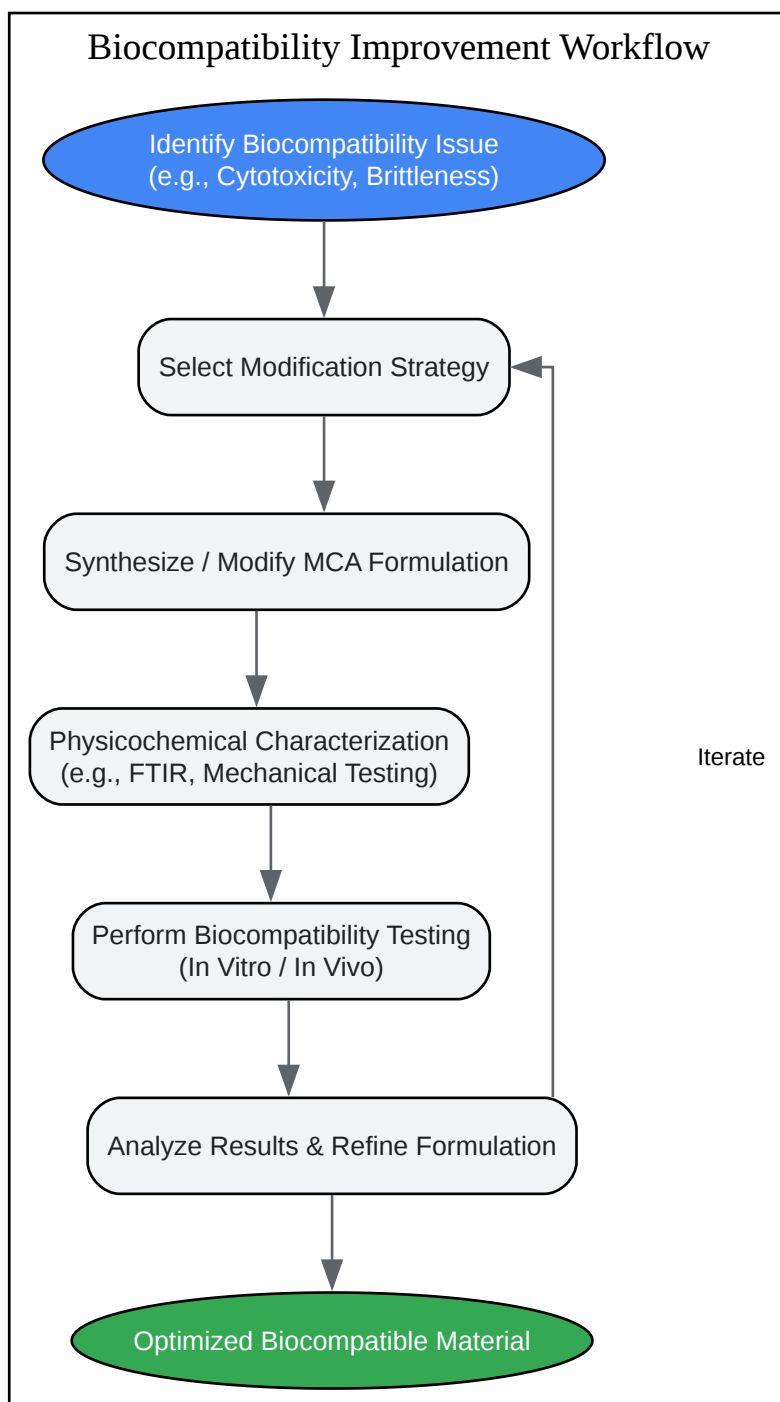 Biocompatibility Improvement Workflow
Identify Biocompatibility Issue
(e.g., Cytotoxicity, Brittleness)
Select Modification Strategy
Synthesize / Modify MCA Formulation
Physicochemical Characterization
(e.g., FTIR, Mechanical Testing)
Iterate
Perform Biocompatibility Testing
(In Vitro / In Vivo)
Analyze Results & Refine Formulation
Optimized Biocompatible Material